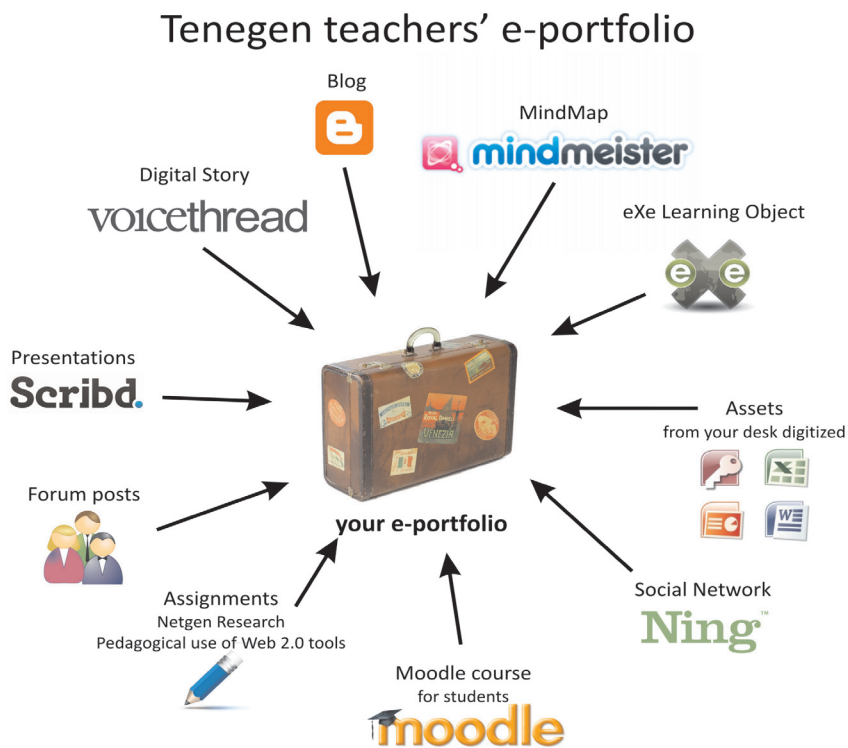 Tenegen teachers’ e-portfolio
Blog
MindMap
mindmeister
Digital Story
voicethread
eXe Learning Object
e e
Presentations
Scribd.
Assets
from your desk digitized
VENEZIA
Forum posts
your e-portfolio
Social Network
Ning™
Assignments
Netgen Research
Pedagogical use of Web 2.0 tools
Moodle course
for students
moodle